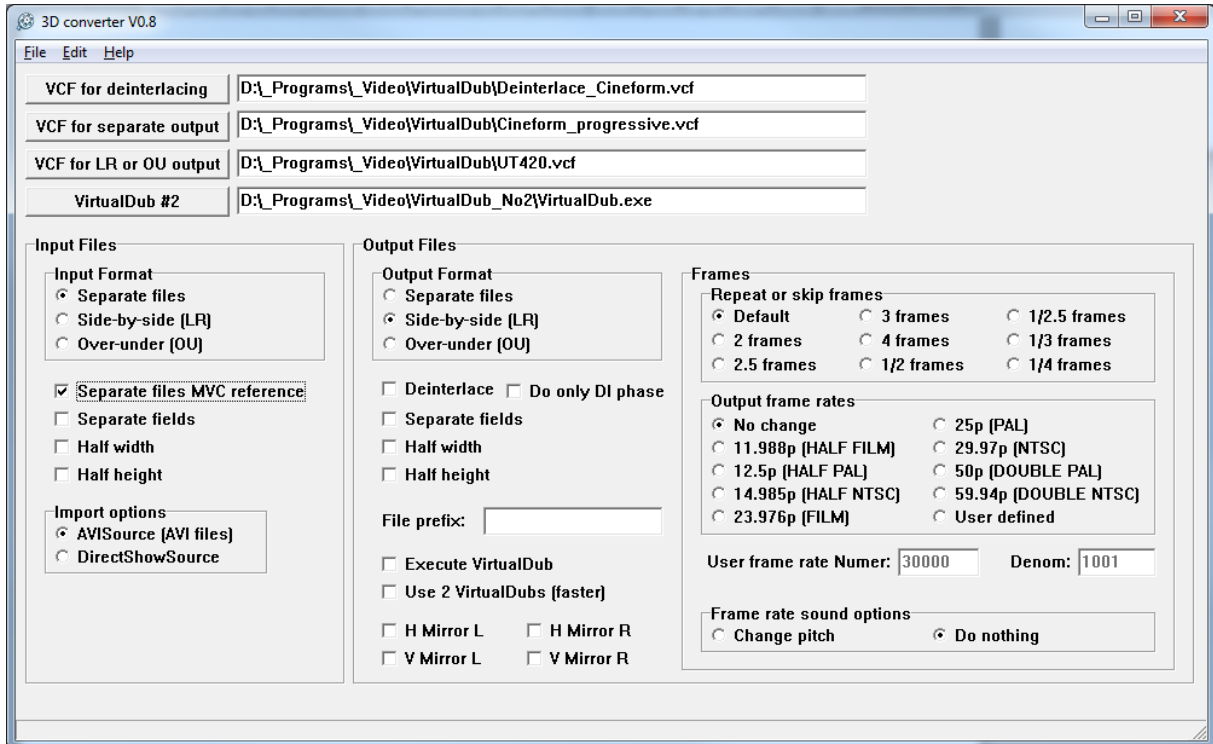 3D converter V0.8
File Edit Help
VCF for deinterlacing D:\_Programs\_Video\VirtualDub\Deinterlace_Cineform.vcf
VCF for separate output D:\_Programs\_Video\VirtualDub\Cineform_progressive.vcf
VCF for LR or OU output D:\_Programs\_Video\VirtualDub\UT420.vcf
VirtualDub #2 D:\_Programs\_Video\VirtualDub_No2\VirtualDub.exe
Input Files
Input Format
Separate files
Side-by-side (LR)
Over-under (OU)
Separate files MVC reference
Separate fields
Half width
Half height
Import options
AVISource (AVI files)
DirectShowSource
Output Files
Output Format
Separate files
Side-by-side (LR)
Over-under (OU)
Deinterlace Do only DI phase
Separate fields
Half width
Half height
File prefix:
Execute VirtualDub
Use 2 VirtualDubs (faster)
H Mirror L H Mirror R
V Mirror L V Mirror R
Frames
Repeat or skip frames
Default 3 frames 1/2.5 frames
2 frames 4 frames 1/3 frames
2.5 frames 1/2 frames 1/4 frames
Output frame rates
No change 25p (PAL)
11.988p (HALF FILM) 29.97p (NTSC)
12.5p (HALF PAL) 50p (DOUBLE PAL)
14.985p (HALF NTSC) 59.94p (DOUBLE NTSC)
23.976p (FILM) User defined
User frame rate Numer: 30000 Denom: 1001
Frame rate sound options
Change pitch Do nothing